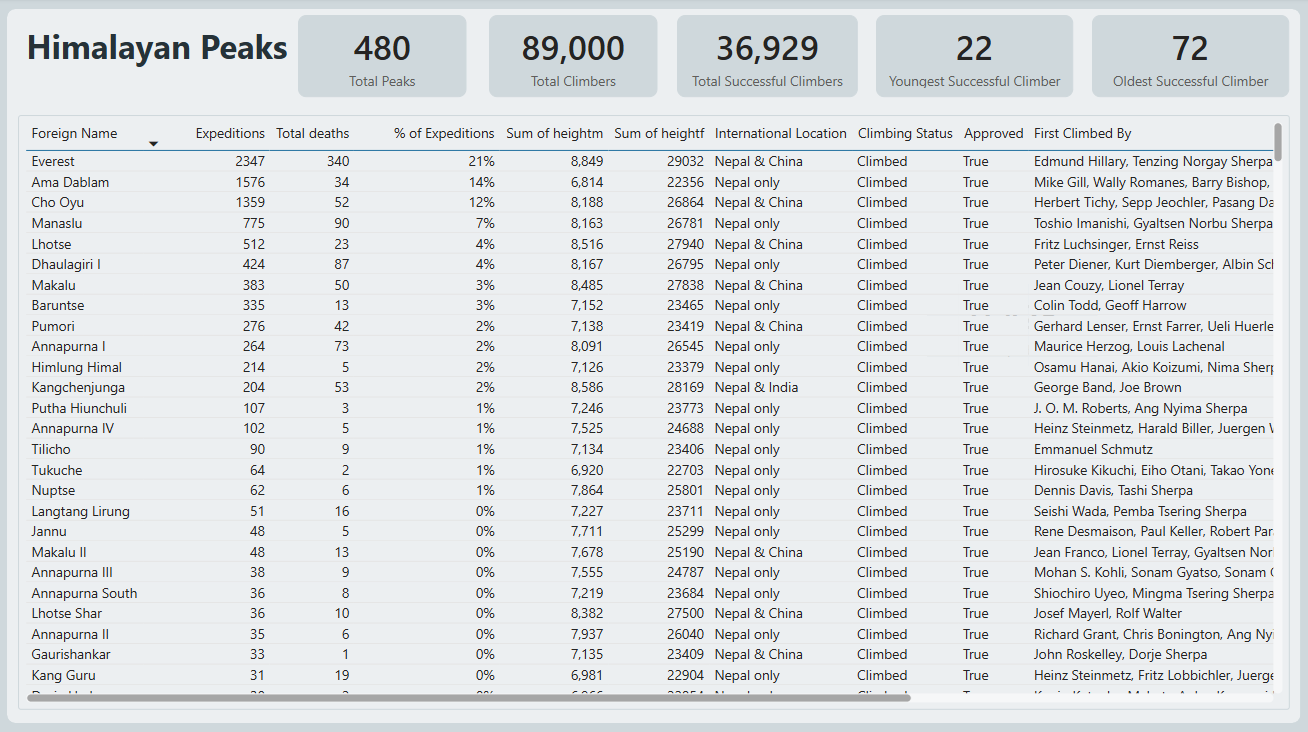 Himalayan Peaks
480
Total Peaks
89,000
Total Climbers
36,929
Total Successful Climbers
22
Youngest Successful Climber
72
Oldest Successful Climber
Foreign Name Expeditions Total deaths % of Expeditions Sum of heightm Sum of heightf International Location Climbing Status Approved First Climbed By
Everest 2347 340 21% 8,849 29032 Nepal & China Climbed True Edmund Hillary, Tenzing Norgay Sherpa
Ama Dablam 1576 34 14% 6,814 22356 Nepal only Climbed True Mike Gill, Wally Romanes, Barry Bishop,
Cho Oyu 1359 52 12% 8,188 26864 Nepal & China Climbed True Herbert Tichy, Sepp Jeochler, Pasang Da
Manaslu 775 90 7% 8,163 26781 Nepal only Climbed True Toshio Imanishi, Gyaltsen Norbu Sherpa
Lhotse 512 23 4% 8,516 27940 Nepal & China Climbed True Fritz Luchsinger, Ernst Reiss
Dhaulagiri I 424 87 4% 8,167 26795 Nepal only Climbed True Peter Diener, Kurt Diemberger, Albin Scl
Makalu 383 50 3% 8,485 27838 Nepal & China Climbed True Jean Couzy, Lionel Terray
Baruntse 335 13 3% 7,152 23465 Nepal only Climbed True Colin Todd, Geoff Harrow
Pumori 276 42 2% 7,138 23419 Nepal & China Climbed True Gerhard Lenser, Ernst Farrer, Ueli Huerle
Annapurna I 264 73 2% 8,091 26545 Nepal only Climbed True Maurice Herzog, Louis Lachenal
Himlung Himal 214 5 2% 7,126 23379 Nepal only Climbed True Osamu Hanai, Akio Koizumi, Nima Sherp
Kangchenjunga 204 53 2% 8,586 28169 Nepal & India Climbed True George Band, Joe Brown
Putha Hiunchuli 107 3 1% 7,246 23773 Nepal only Climbed True J. O. M. Roberts, Ang Nyima Sherpa
Annapurna IV 102 5 1% 7,525 24688 Nepal only Climbed True Heinz Steinmetz, Harald Biller, Juergen
Tilicho 90 9 1% 7,134 23406 Nepal only Climbed True Emmanuel Schmutz
Tukuche 64 2 1% 6,920 22703 Nepal only Climbed True Hirosuke Kikuchi, Eiho Otani, Takao Yone
Nuptse 62 6 1% 7,864 25801 Nepal only Climbed True Dennis Davis, Tashi Sherpa
Langtang Lirung 51 16 0% 7,227 23711 Nepal only Climbed True Seishi Wada, Pemba Tsering Sherpa
Jannu 48 5 0% 7,711 25299 Nepal only Climbed True Rene Desmaison, Paul Keller, Robert Par
Makalu II 48 13 0% 7,678 25190 Nepal & China Climbed True Jean Franco, Lionel Terray, Gyaltsen Nor
Annapurna III 38 9 0% 7,555 24787 Nepal only Climbed True Mohan S. Kohli, Sonam Gyatso, Sonam
Annapurna South 36 8 0% 7,219 23684 Nepal only Climbed True Shiochiro Uyeo, Mingma Tsering Sherpa
Lhotse Shar 36 10 0% 8,382 27500 Nepal & China Climbed True Josef Mayerl, Rolf Walter
Annapurna II 35 6 0% 7,937 26040 Nepal only Climbed True Richard Grant, Chris Bonington, Ang Nyi
Gaurishankar 33 1 0% 7,135 23409 Nepal & China Climbed True John Roskelley, Dorje Sherpa
Kang Guru 31 19 0% 6,981 22904 Nepal only Climbed True Heinz Steinmetz, Fritz Lobbichler, Juerge